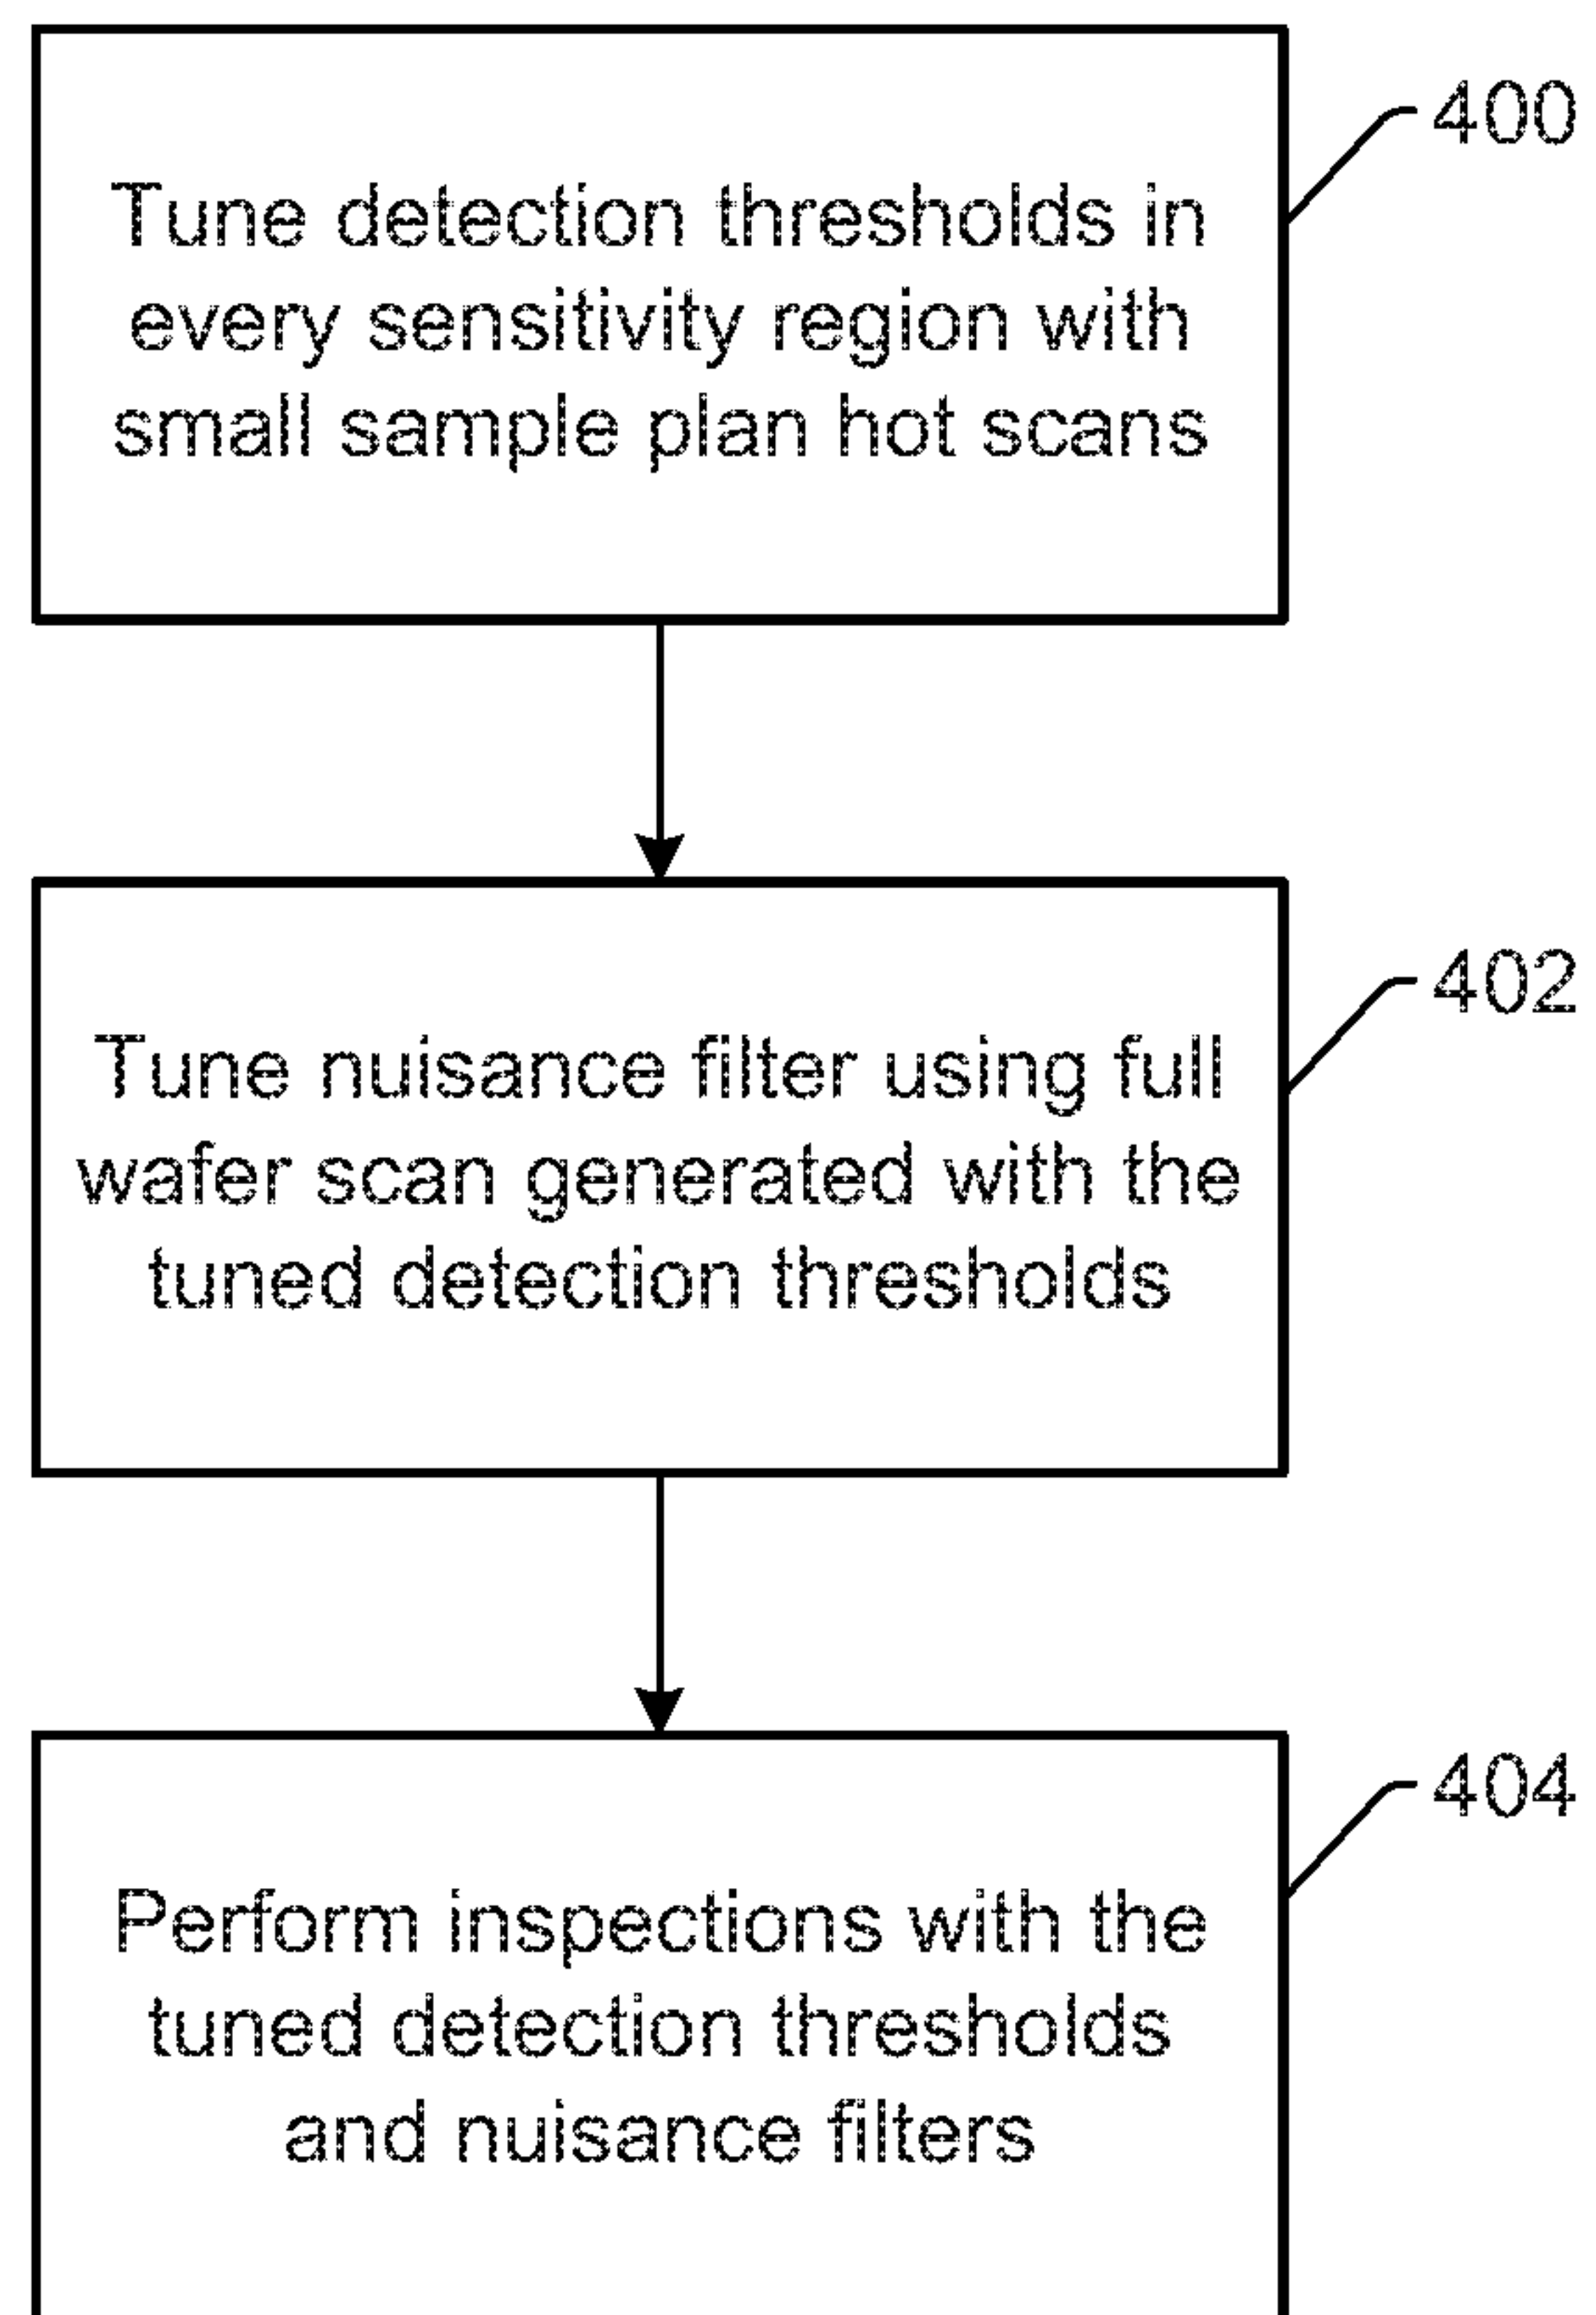 400
Tune detection thresholds in
every sensitivity region with
small sample plan hot scans
402
Tune nuisance filter using full
wafer scan generated with the
tuned detection thresholds
404
Perform inspections with the
tuned detection thresholds
and nuisance filters